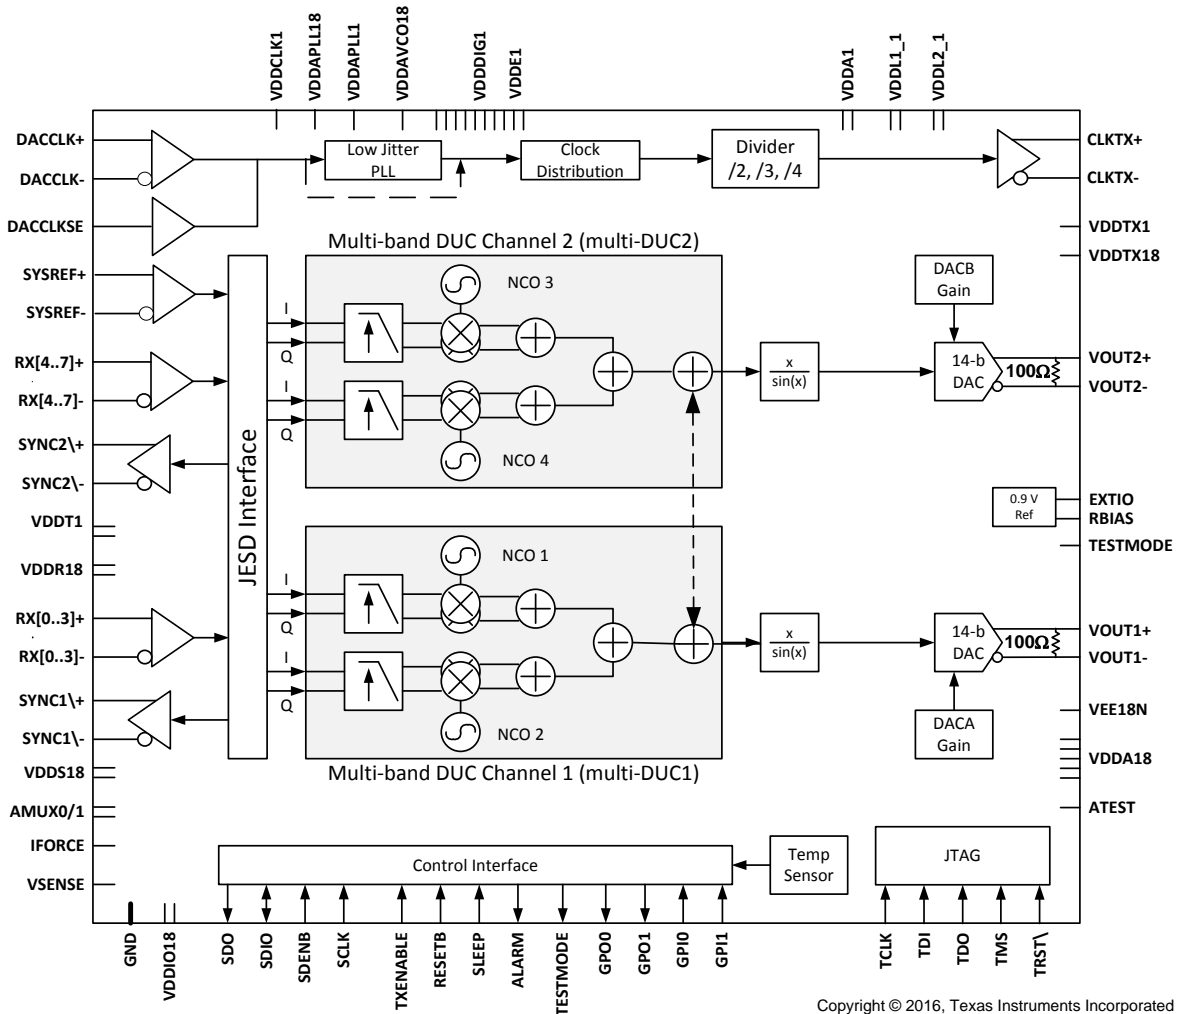 VDDCLK1
VDDAPLL18
VDDAPLL1
VDDAVCO18
VDDDIG1
VDDE1
VDDA1
VDDL1_1
VDDL2_1
DACCLK+
DACCLK-
DACCLKSE
SYSREF+
SYSREF-
RX[4..7]+
RX[4..7]-
SYNC2\+
SYNC2\-
VDDT1
VDDR18
RX[0..3]+
RX[0..3]-
SYNC1\+
SYNC1\-
VDDS18
AMUX0/1
IFORCE
VSENSE
Low Jitter
PLL
Clock
Distribution
Divider
/2, /3, /4
CLKTX+
CLKTX-
VDDTX1
VDDTX18
JESD Interface
Multi-band DUC Channel 2 (multi-DUC2)
I
Q
NCO 3
I
Q
NCO 4
x
sin(x)
DACB
Gain
14-b
DAC
100Ω
VOUT2+
VOUT2-
0.9 V
Ref
EXTIO
RBIAS
TESTMODE
I
Q
NCO 1
I
Q
NCO 2
Multi-band DUC Channel 1 (multi-DUC1)
x
sin(x)
14-b
DAC
100Ω
VOUT1+
VOUT1-
DACA
Gain
VEE18N
VDDA18
ATEST
Control Interface
Temp
Sensor
JTAG
GND
VDDIO18
SDO
SDIO
SDENB
SCLK
TXENABLE
RESETB
SLEEP
ALARM
TESTMODE
GPO0
GPO1
GPI0
GPI1
TCLK
TDI
TDO
TMS
TRST\
Copyright © 2016, Texas Instruments Incorporated